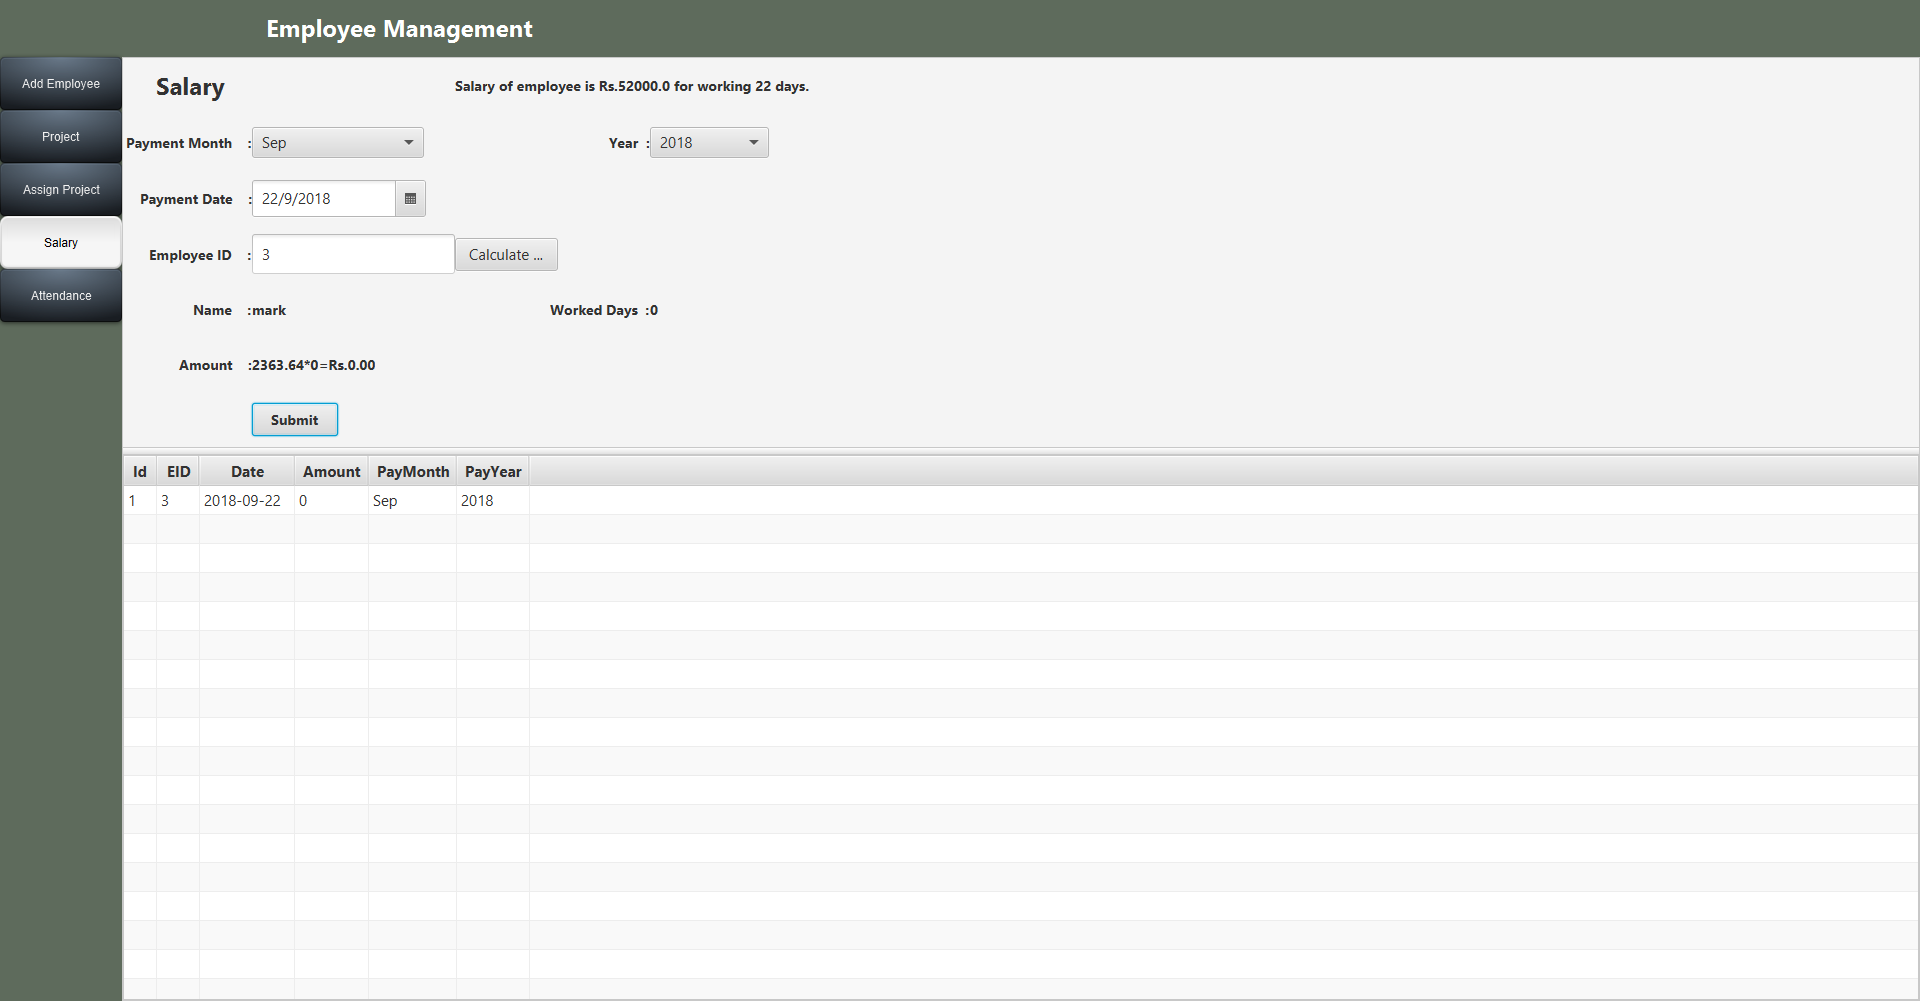 Employee Management
Add Employee
Project
Assign Project
Salary
Attendance
Salary
Salary of employee is Rs.52000.0 for working 22 days.
Payment Month : Sep
Year : 2018
Payment Date : 22/9/2018
Employee ID : 3 Calculate ...
Name :mark
Worked Days :0
Amount :2363.64*0=Rs.0.00
Submit
Id EID Date Amount PayMonth PayYear
1 3 2018-09-22 0 Sep 2018